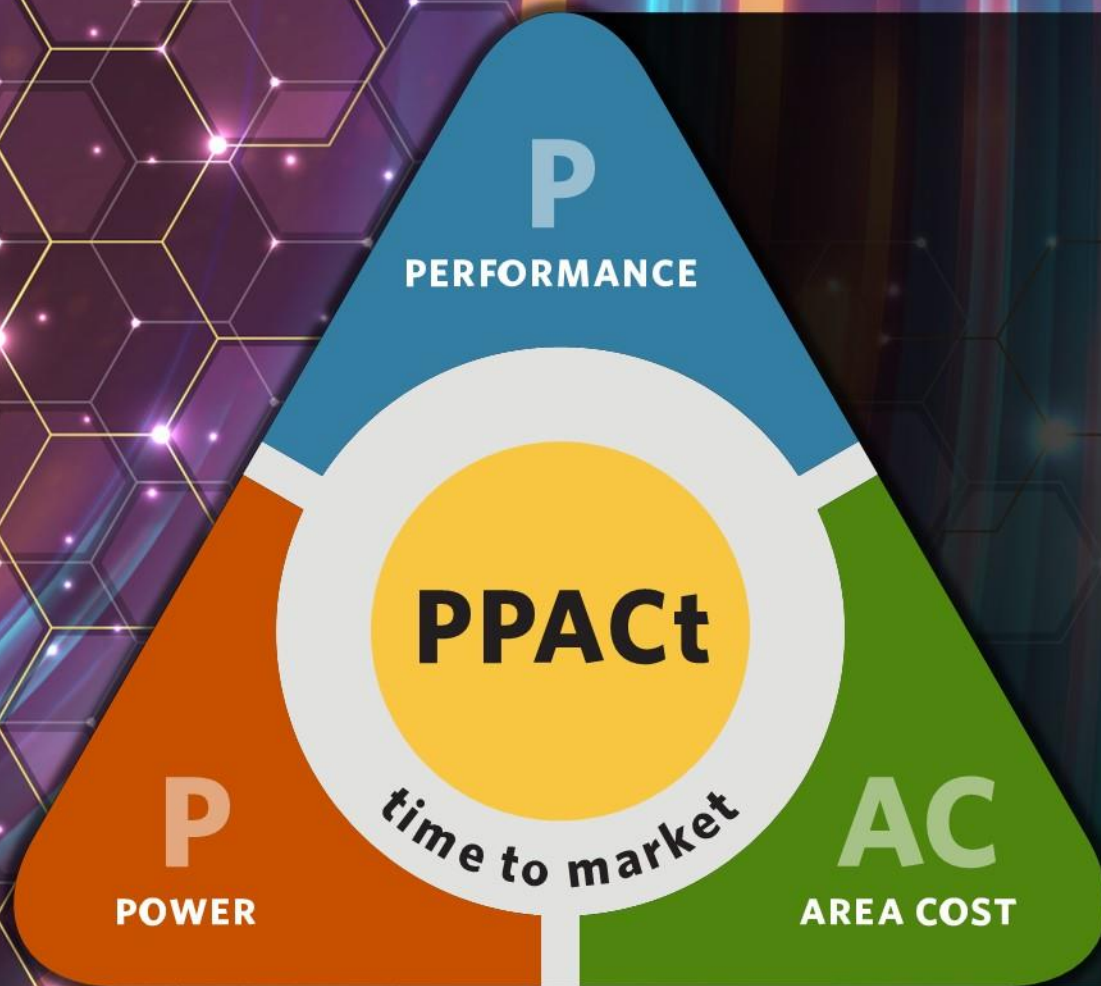 P
PERFORMANCE
PPACt
time to market
P
POWER
AC
AREA COST